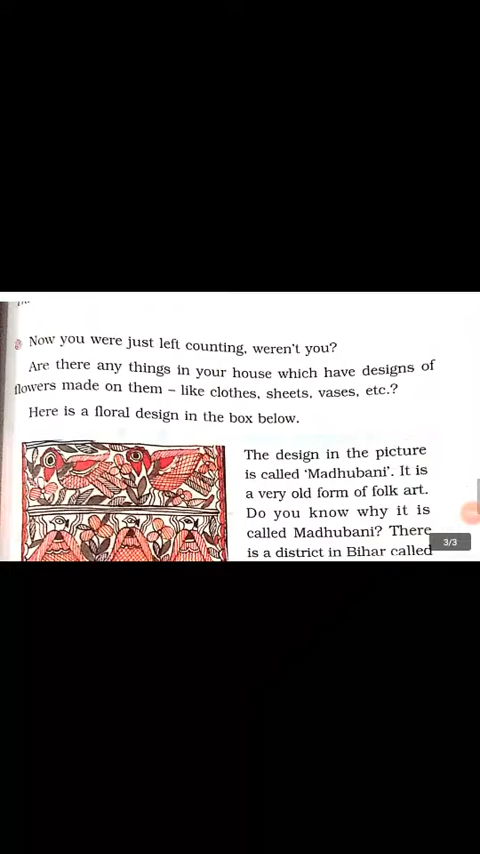 Now you were just left counting, weren't you?
Are there any things in your house which have designs of
flowers made on them – like clothes, sheets, vases, etc.?
Here is a floral design in the box below.
The design in the picture
is called 'Madhubani'. It is
a very old form of folk art.
Do you know why it is
called Madhubani? There
is a district in Bihar called
3/3